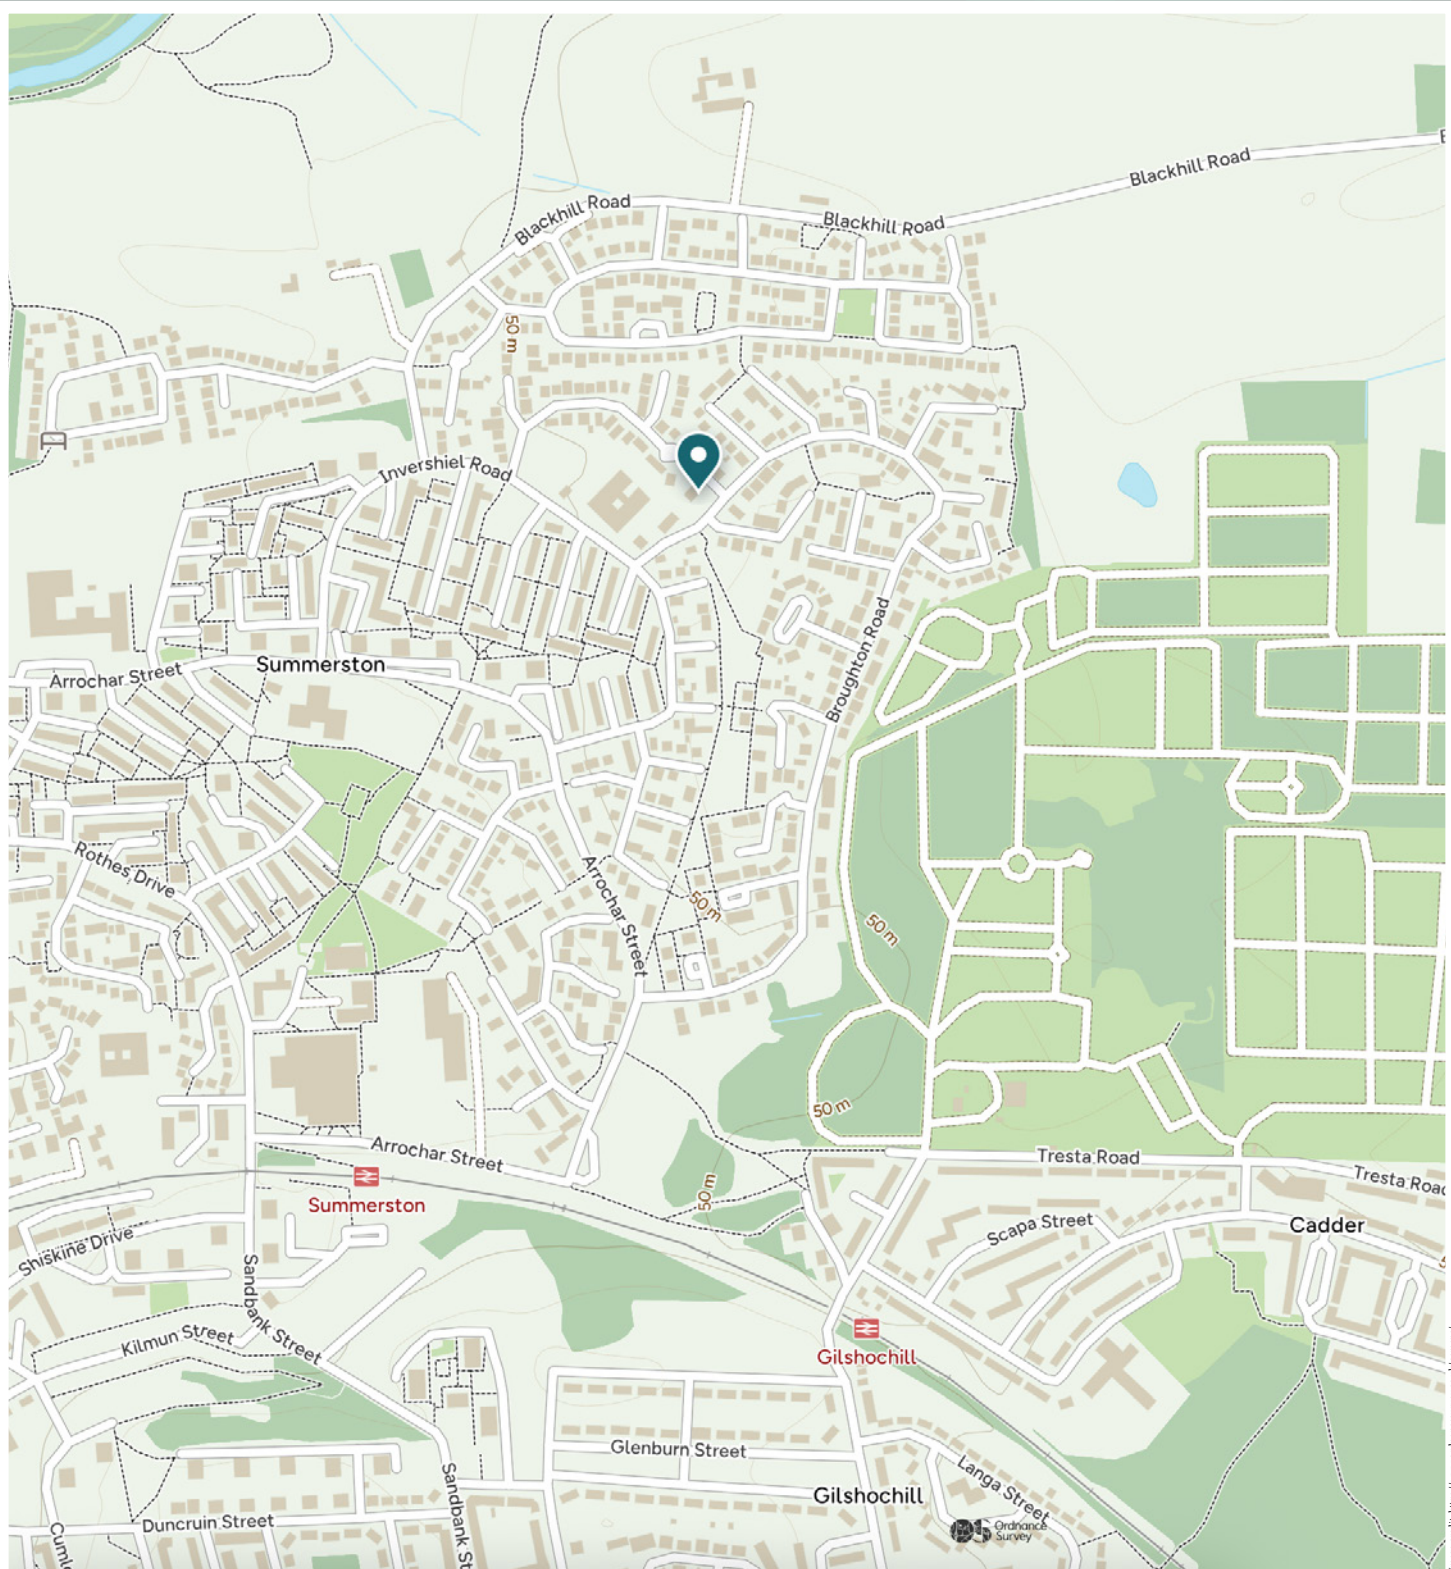 Blackhill Road
Blackhill Road
Blackhill Road
50 m
Invershiel Road
Broughton Road
Summerston
Arrochar Street
Rothes Drive
Arrochar Street
50 m
50 m
50 m
Arrochar Street
Tresta Road
Tresta Road
Summerston
50 m
Scapa Street
Cadder
Shiskine Drive
Sandbank Street
Kilmun Street
Gilshochill
Glenburn Street
Langa Street
Sandbank St
Gilshochill
Duncruin Street
Ordnance
Survey